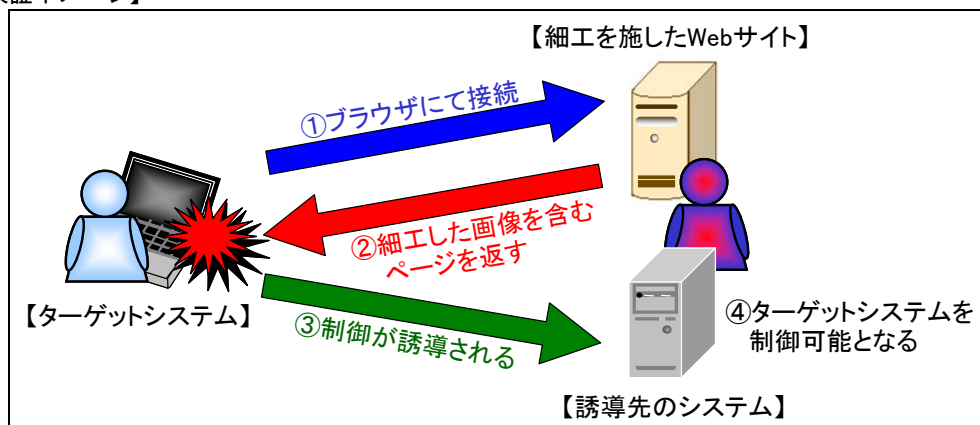 【細工を施したWebサイト】
①ブラウザにて接続
②細工した画像を含む
ページを返す
【ターゲットシステム】
③制御が誘導される
④ターゲットシステムを
制御可能となる
【誘導先のシステム】